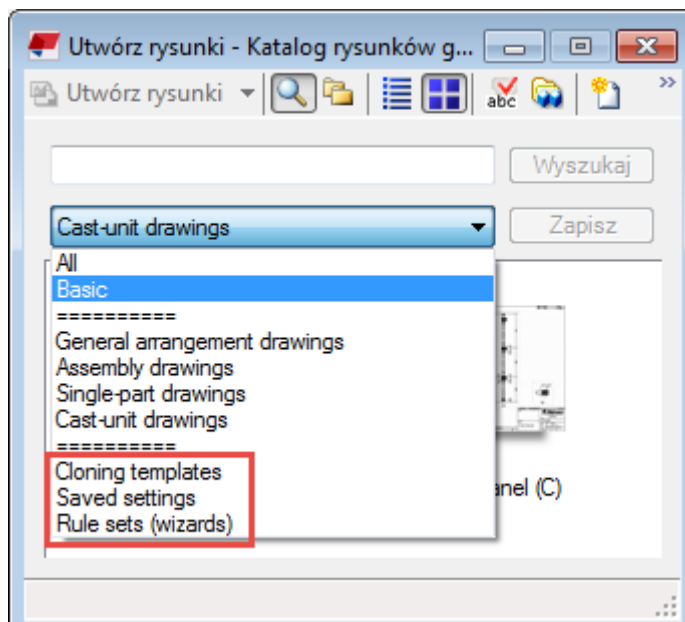 Utwórz rysunki - Katalog rysunków g...
Utwórz rysunki
abc
»
Wyszukaj
Cast-unit drawings
Zapisz
All
Basic
==========
General arrangement drawings
Assembly drawings
Single-part drawings
Cast-unit drawings
==========
Cloning templates
Saved settings
Rule sets (wizards)
anel (C)